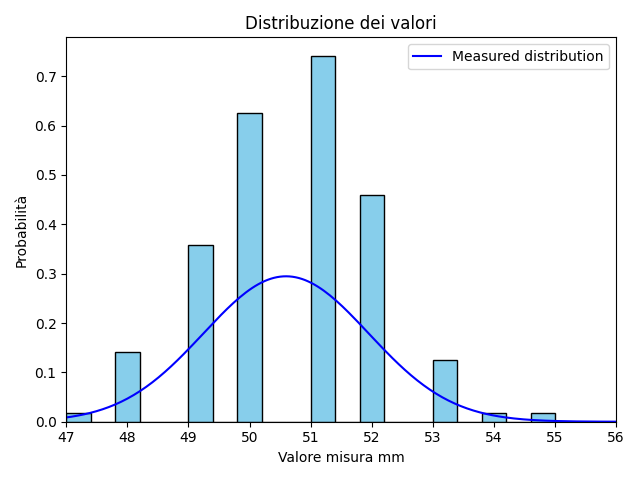 Distribuzione dei valori
Measured distribution
Probabilità
0.7
0.6
0.5
0.4
0.3
0.2
0.1
0.0
47 48 49 50 51 52 53 54 55 56
Valore misura mm